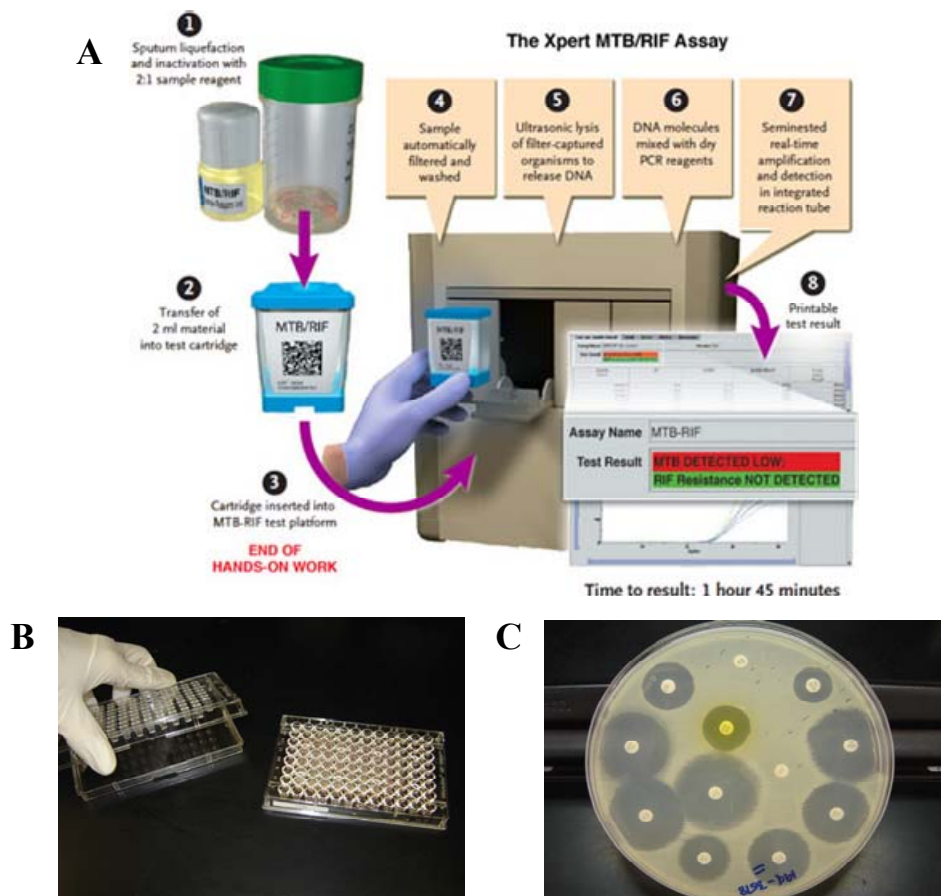 A
The Xpert MTB/RIF Assay
1
Sputum liquefaction
and inactivation with
2:1 sample reagent
MTB/RIF
2
Transfer of
2 ml material
into test cartridge
MTB/RIF
3
Cartridge inserted into
MTB-RIF test platform
END OF
HANDS-ON WORK
4
Sample
automatically
filtered and
washed
5
Ultrasonic lysis
of filter-captured
organisms to
release DNA
6
DNA molecules
mixed with dry
PCR reagents
7
Seminested
real-time
amplification
and detection
in integrated
reaction tube
8
Printable
test result
MTB/RIF
Assay Name MTB-RIF
Test Result MTB DETECTED LOW;
RIF Resistance NOT DETECTED
Time to result: 1 hour 45 minutes
B
C